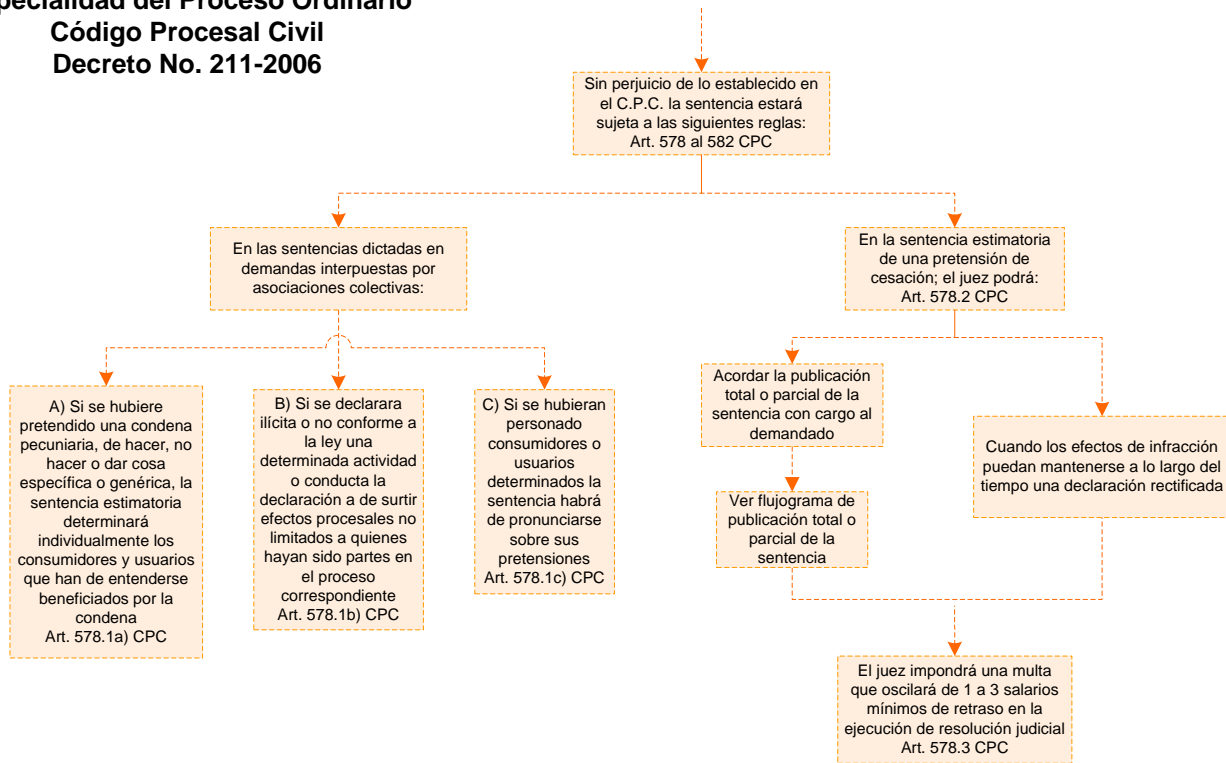 pecialidad del Proceso Ordinario
Código Procesal Civil
Decreto No. 211-2006
Sin perjuicio de lo establecido en
el C.P.C. la sentencia estará
sujeta a las siguientes reglas:
Art. 578 al 582 CPC
En las sentencias dictadas en
demandas interpuestas por
asociaciones colectivas:
En la sentencia estimatoria
de una pretensión de
cesación; el juez podrá:
Art. 578.2 CPC
A) Si se hubiere
pretendido una condena
pecuniaria, de hacer, no
hacer o dar cosa
específica o genérica, la
sentencia estimatoria
determinará
individualmente los
consumidores y usuarios
que han de entenderse
beneficiados por la
condena
Art. 578.1a) CPC
B) Si se declarara
ilícita o no conforme a
la ley una
determinada actividad
o conducta la
declaración a de surtir
efectos procesales no
limitados a quienes
hayan sido partes en
el proceso
correspondiente
Art. 578.1b) CPC
C) Si se hubieran
personado
consumidores o
usuarios
determinados la
sentencia habrá
de pronunciarse
sobre sus
pretensiones
Art. 578.1c) CPC
Acordar la publicación
total o parcial de la
sentencia con cargo al
demandado
Ver flujograma de
publicación total o
parcial de la
sentencia
Cuando los efectos de infracción
puedan mantenerse a lo largo del
tiempo una declaración rectificada
El juez impondrá una multa
que oscilará de 1 a 3 salarios
mínimos de retraso en la
ejecución de resolución judicial
Art. 578.3 CPC